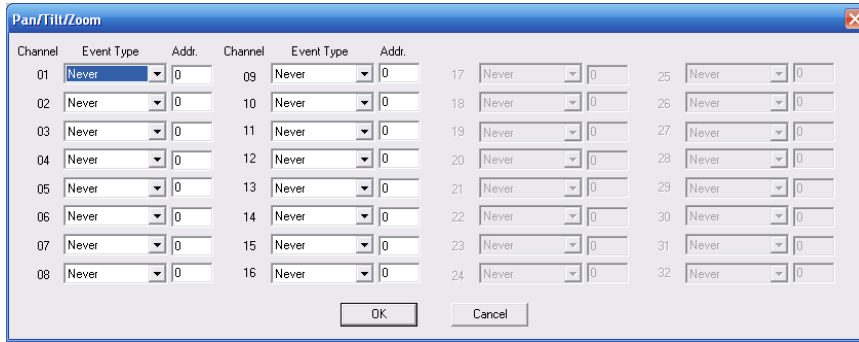 Pan/Tilt/Zoom
Channel Event Type Addr. Channel Event Type Addr.
01 Never 0 09 Never 0 17 Never 0 25 Never 0
02 Never 0 10 Never 0 18 Never 0 26 Never 0
03 Never 0 11 Never 0 19 Never 0 27 Never 0
04 Never 0 12 Never 0 20 Never 0 28 Never 0
05 Never 0 13 Never 0 21 Never 0 29 Never 0
06 Never 0 14 Never 0 22 Never 0 30 Never 0
07 Never 0 15 Never 0 23 Never 0 31 Never 0
08 Never 0 16 Never 0 24 Never 0 32 Never 0
OK Cancel